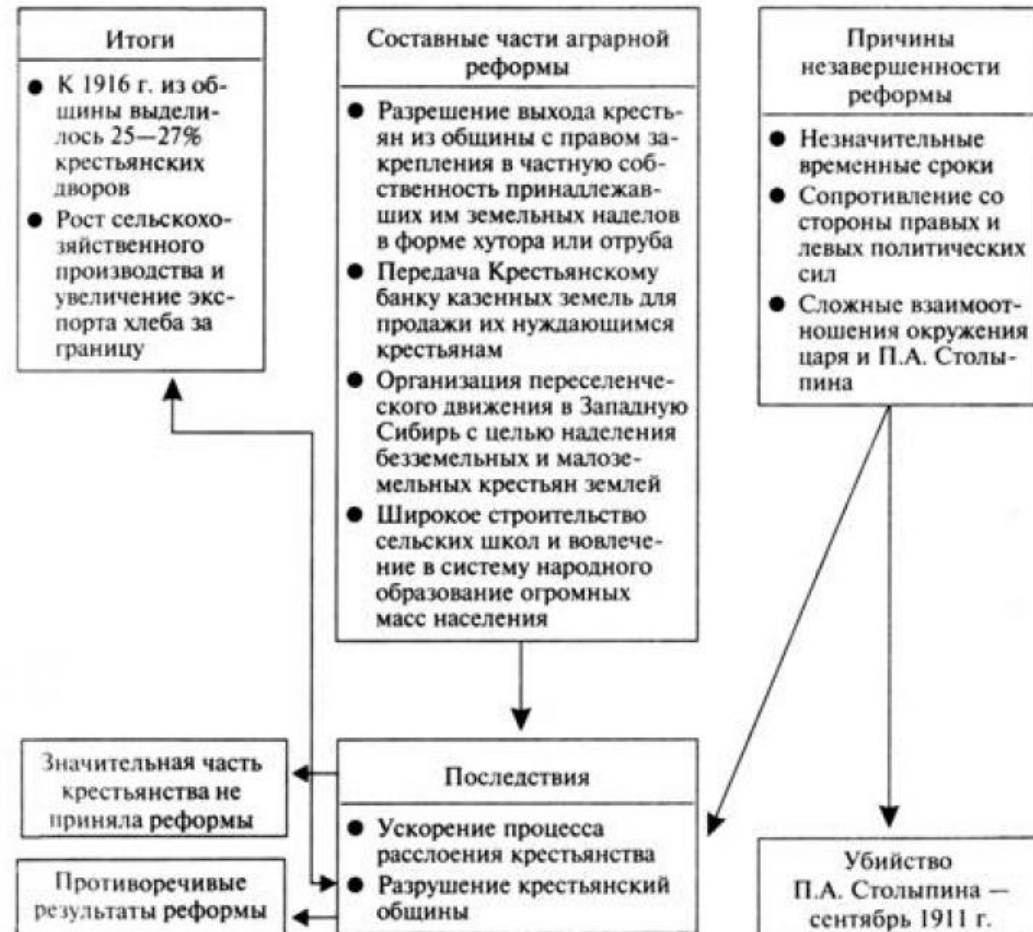 Итоги
● К 1916 г. из об-
щины выдели-
лось 25—27%
крестьянских
дворов
● Рост сельскохо-
зяйственного
производства и
увеличение экс-
порта хлеба за
границу
Составные части аграрной
реформы
● Разрешение выхода кресть-
ян из общины с правом за-
крепления в частную соб-
ственность принадлежав-
ших им земельных наделов
в форме хутора или отруба
● Передача Крестьянскому
банку казенных земель для
продажи их нуждающимся
крестьянам
● Организация переселенче-
ского движения в Западную
Сибирь с целью наделения
безземельных и малозе-
мельных крестьян землей
● Широкое строительство
сельских школ и вовлече-
ние в систему народного
образование огромных
масс населения
Причины
незавершенности
реформы
● Незначительные
временные сроки
● Сопротивление со
стороны правых и
левых политических
сил
● Сложные взаимоот-
ношения окружения
царя и П.А. Столы-
пина
Значительная часть
крестьянства не
приняла реформы
Противоречивые
результаты реформы
Последствия
● Ускорение процесса
расслоения крестьянства
● Разрушение крестьянский
общины
Убийство
П.А. Столыпина —
сентябрь 1911 г.